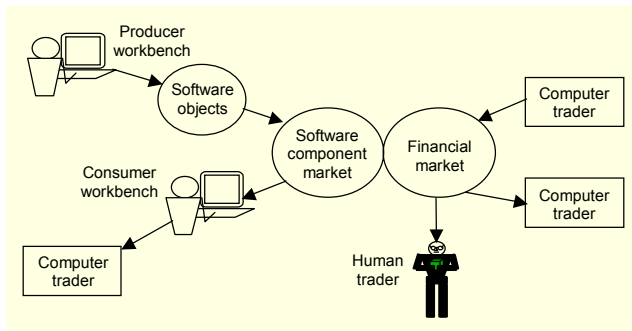 Producer
workbench
Software
objects
Computer
trader
Software
component
market
Financial
market
Consumer
workbench
Computer
trader
Computer
trader
Human
trader